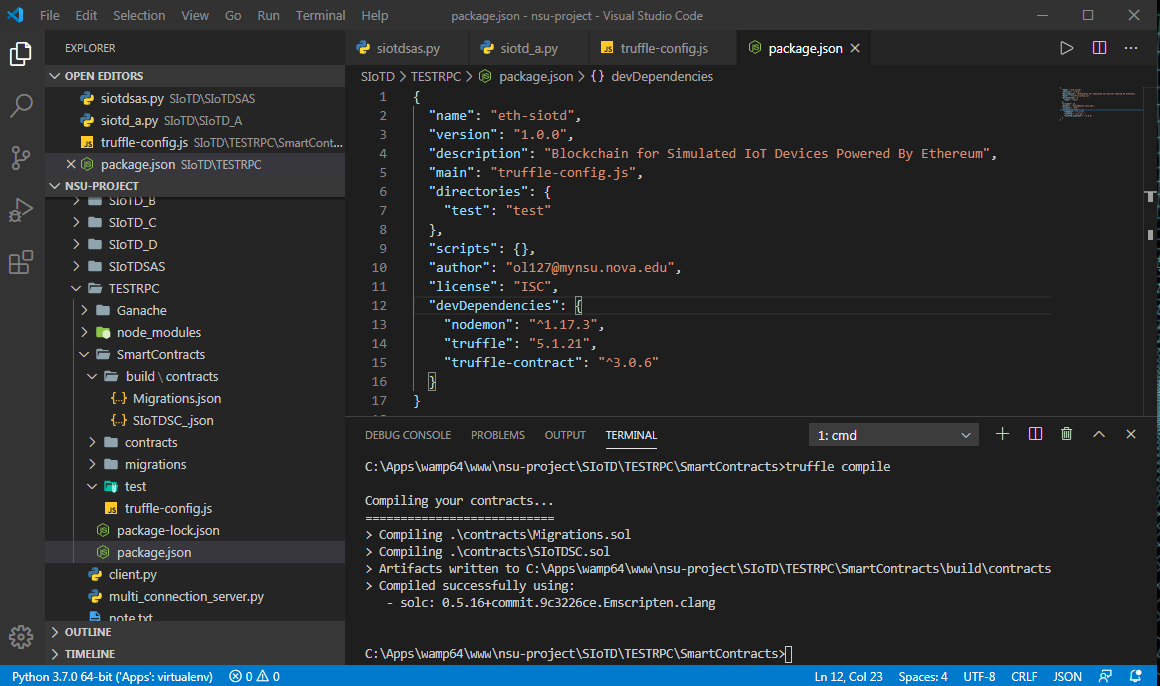 File Edit Selection View Go Run Terminal Help package.json - nsu-project - Visual Studio Code
EXPLORER
OPEN EDITORS
siotdsas.py SIoTD\SIoTDSAS
siotd_a.py SIoTD\SIoTD_A
truffle-config.js SIoTD\TESTRPC\SmartCont...
package.json SIoTD\TESTRPC
NSU-PROJECT
SIoTD_B
SIoTD_C
SIoTD_D
SIoTDSAS
TESTRPC
Ganache
node_modules
SmartContracts
build \ contracts
{..} Migrations.json
{..} SIoTDSC_.json
contracts
migrations
test
truffle-config.js
package-lock.json
package.json
client.py
multi_connection_server.py
note.txt
OUTLINE
TIMELINE
siotdsas.py siotd_a.py truffle-config.js package.json
SIoTD > TESTRPC > package.json > {} devDependencies
1 {
2 "name": "eth-siotd",
3 "version": "1.0.0",
4 "description": "Blockchain for Simulated IoT Devices Powered By Ethereum",
5 "main": "truffle-config.js",
6 "directories": {
7 "test": "test"
8 },
9 "scripts": {},
10 "author": "ol127@mynsu.nova.edu",
11 "license": "ISC",
12 "devDependencies": {
13 "nodemon": "^1.17.3",
14 "truffle": "5.1.21",
15 "truffle-contract": "^3.0.6"
16 }
17 }
DEBUG CONSOLE PROBLEMS OUTPUT TERMINAL 1: cmd
C:\Apps\wamp64\www\nsu-project\SIoTD\TESTRPC\SmartContracts>truffle compile
Compiling your contracts...
===========================
> Compiling .\contracts\Migrations.sol
> Compiling .\contracts\SIoTDSC.sol
> Artifacts written to C:\Apps\wamp64\www\nsu-project\SIoTD\TESTRPC\SmartContracts\build\contracts
> Compiled successfully using:
- solc: 0.5.16+commit.9c3226ce.Emscripten.clang
C:\Apps\wamp64\www\nsu-project\SIoTD\TESTRPC\SmartContracts>
Python 3.7.0 64-bit ('Apps': virtualenv) 0 0 Ln 12, Col 23 Spaces: 4 UTF-8 CRLF JSON